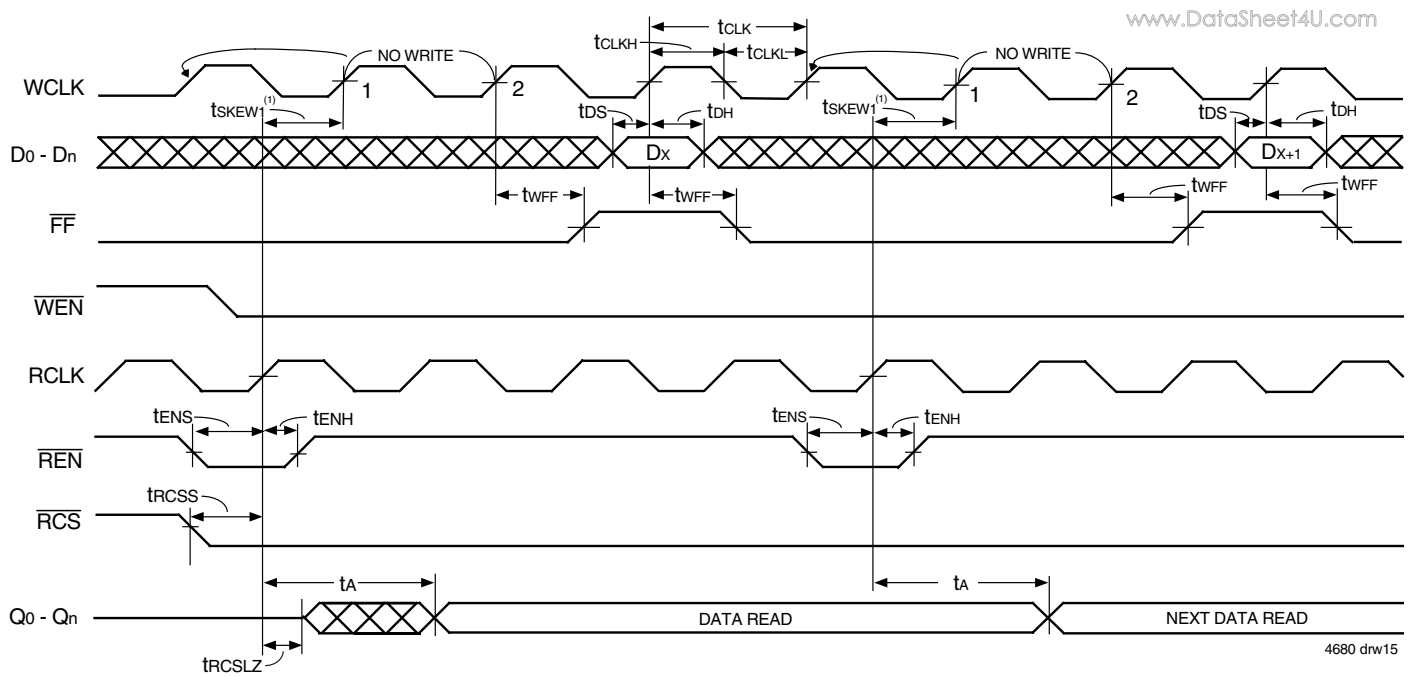 www.DataSheet4U.com
tCLK
tCLKH
tCLKL
NO WRITE
NO WRITE
WCLK
1
2
1
2
tSKEW1(1)
tDS
tDH
tSKEW1(1)
tDS
tDH
D0 - Dn
DX
DX+1
tWFF
tWFF
tWFF
tWFF
FF
WEN
RCLK
tENS
tENH
tENS
tENH
REN
tRCSS
RCS
tA
tA
Q0 - Qn
DATA READ
NEXT DATA READ
tRCSLZ
4680 drw15